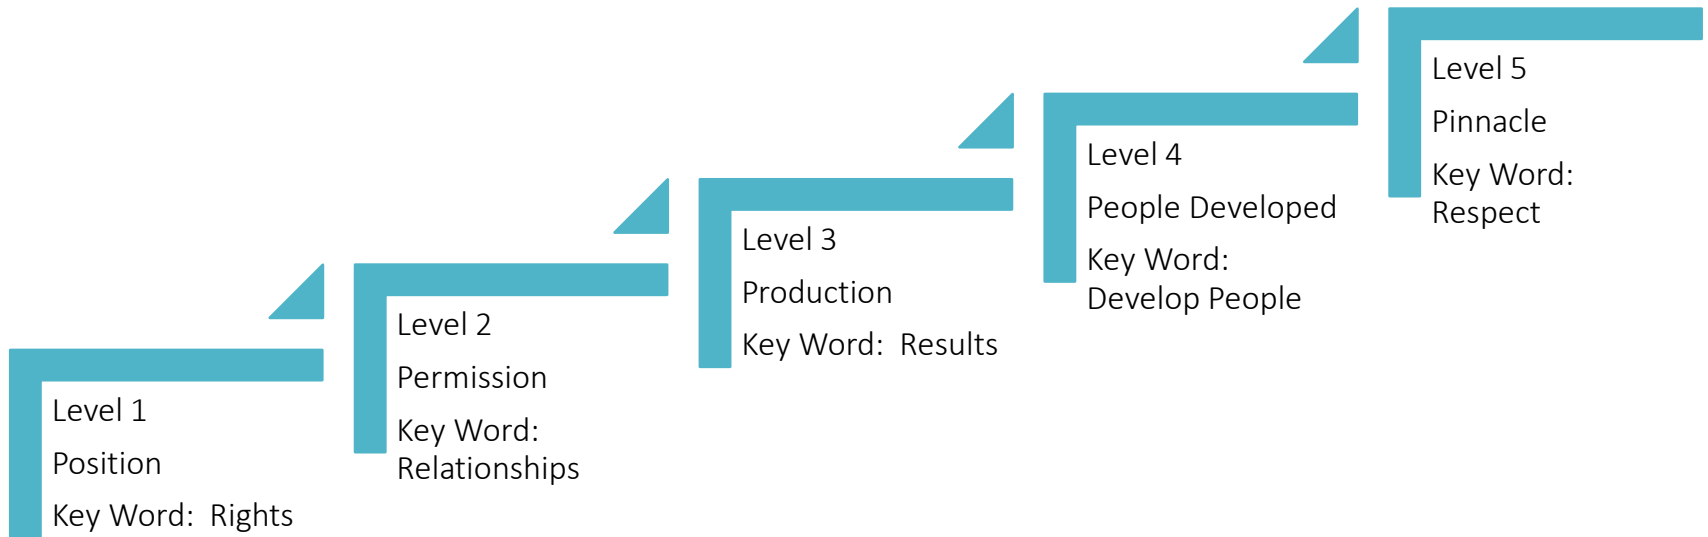 Level 1
Position
Key Word:  Rights
Level 2
Permission
Key Word:
Relationships
Level 3
Production
Key Word:  Results
Level 4
People Developed
Key Word:
Develop People
Level 5
Pinnacle
Key Word:
Respect